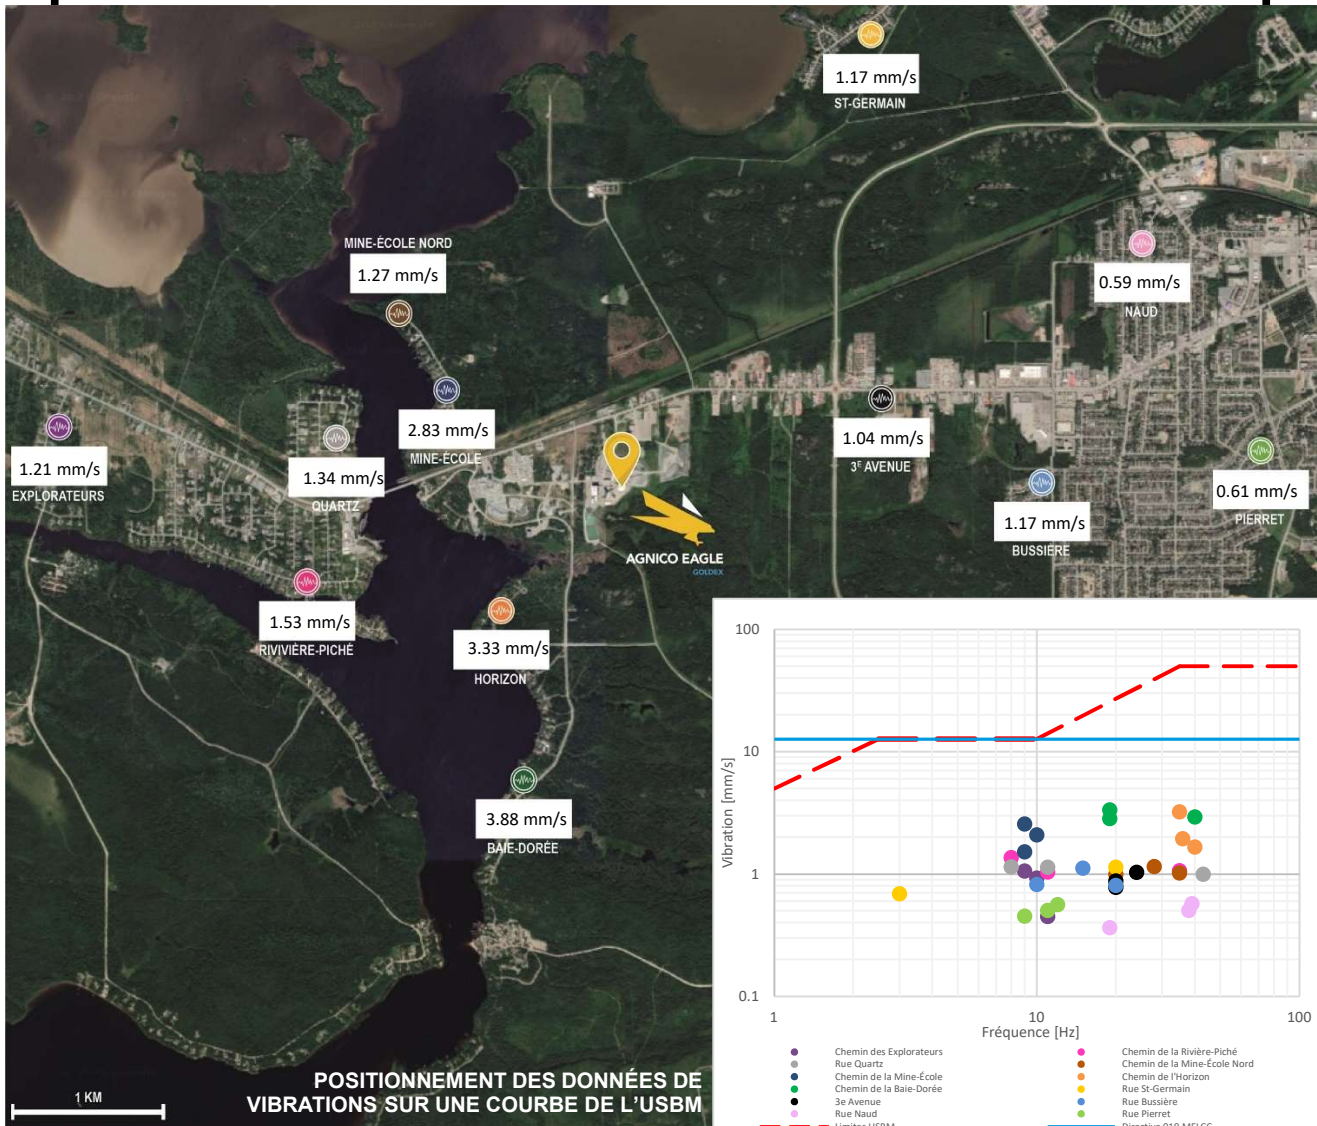 1.17 mm/s
ST-GERMAIN
MINE-ÉCOLE NORD
1.27 mm/s
0.59 mm/s
NAUD
2.83 mm/s
MINE-ÉCOLE
1.04 mm/s
3E AVENUE
1.21 mm/s
EXPLORATEURS
1.34 mm/s
QUARTZ
0.61 mm/s
PIERRET
1.17 mm/s
BUSSIÈRE
AGNICO EAGLE
GOLDEX
1.53 mm/s
RIVIVIÈRE-PICHÉ
3.33 mm/s
HORIZON
3.88 mm/s
BAIE-DORÉE
100
10
1
0.1
Vibration [mm/s]
1 10 100
Fréquence [Hz]
Chemin des Explorateurs
Chemin de la Rivière-Piché
Rue Quartz
Chemin de la Mine-École Nord
Chemin de la Mine-École
Chemin de l'Horizon
Chemin de la Baie-Dorée
Rue St-Germain
3e Avenue
Rue Bussière
Rue Naud
Rue Pierret
Limites USBM
Directive 019 MELCC
1 KM
POSITIONNEMENT DES DONNÉES DE
VIBRATIONS SUR UNE COURBE DE L'USBM